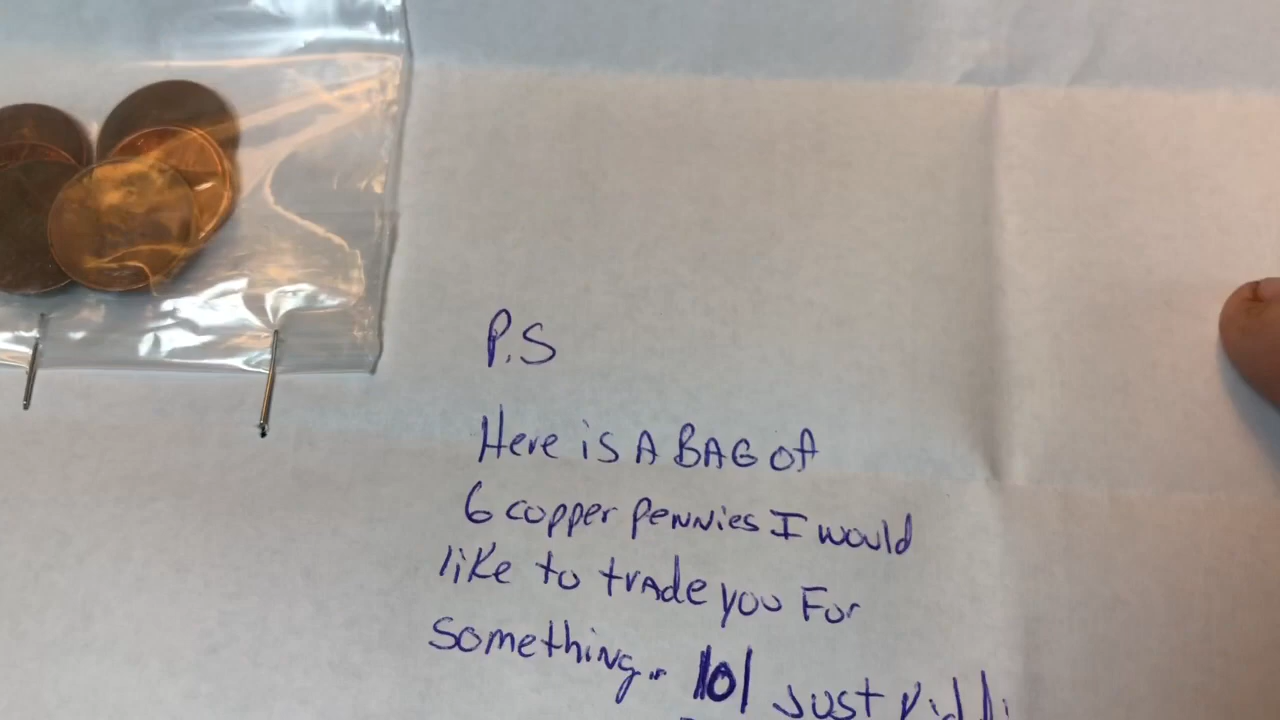 P.S
Here is A BAG of
6 copper pennies I would
like to trade you For
something.. lol Just